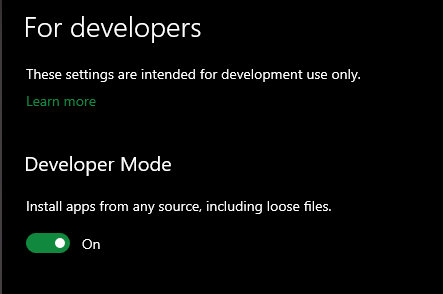 For developers
These settings are intended for development use only.
Learn more
Developer Mode
Install apps from any source, including loose files.
On